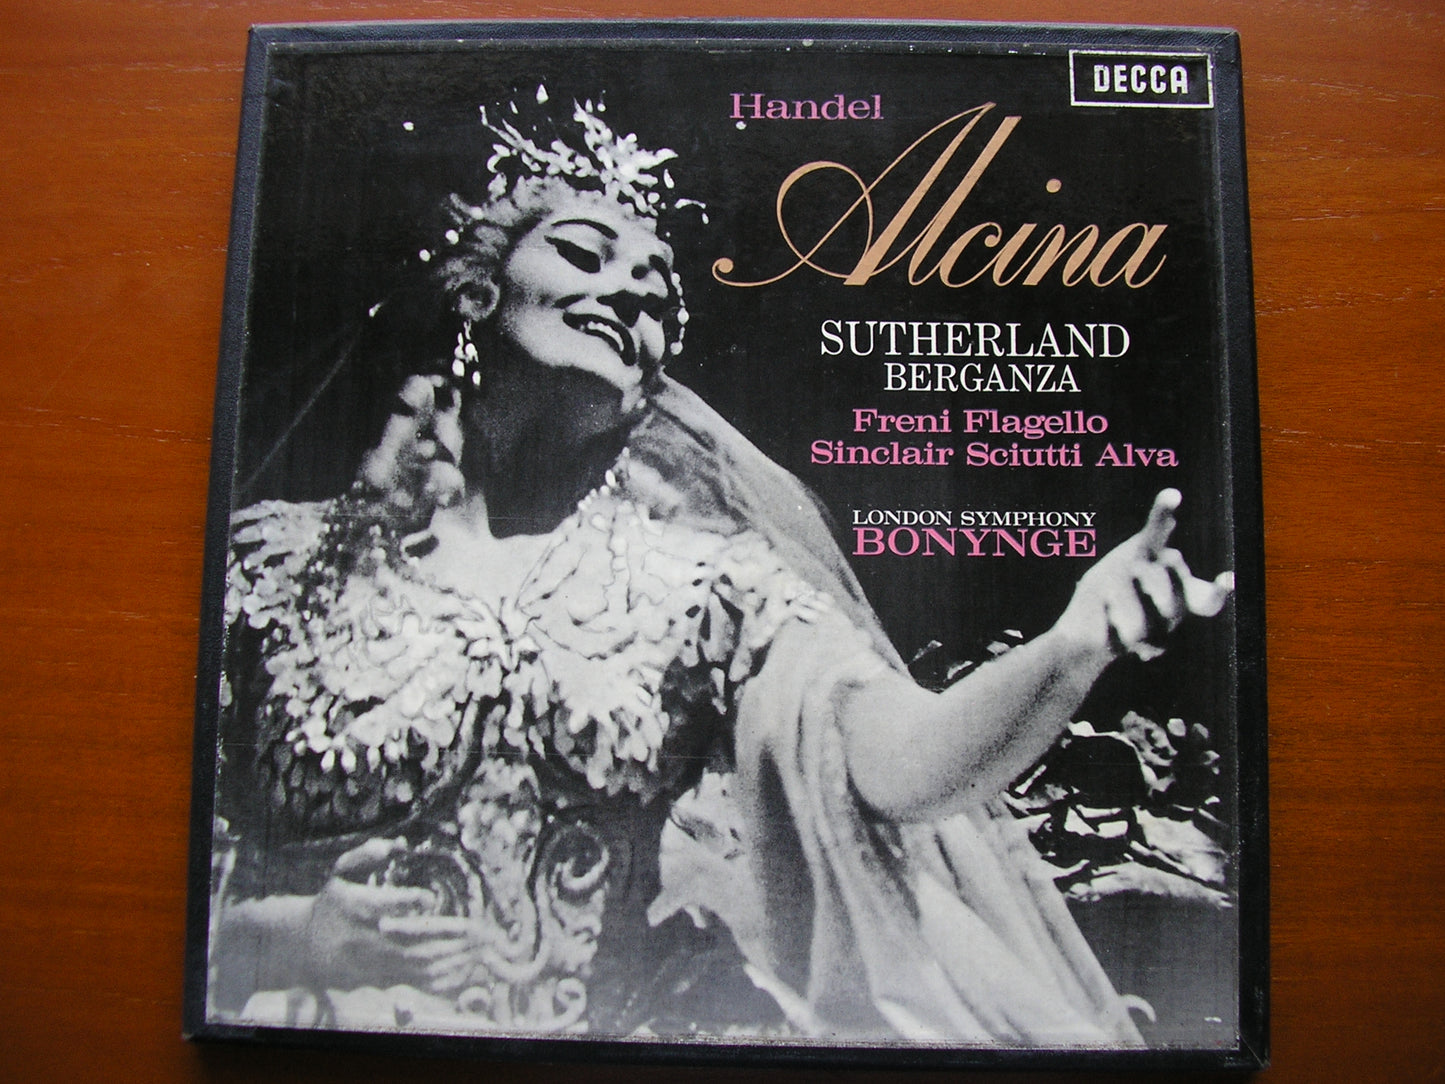 DECCA
Handel
Alcina
SUTHERLAND
BERGANZA
Freni Flagello
Sinclair Sciutti Alva
LONDON SYMPHONY
BONYNGE